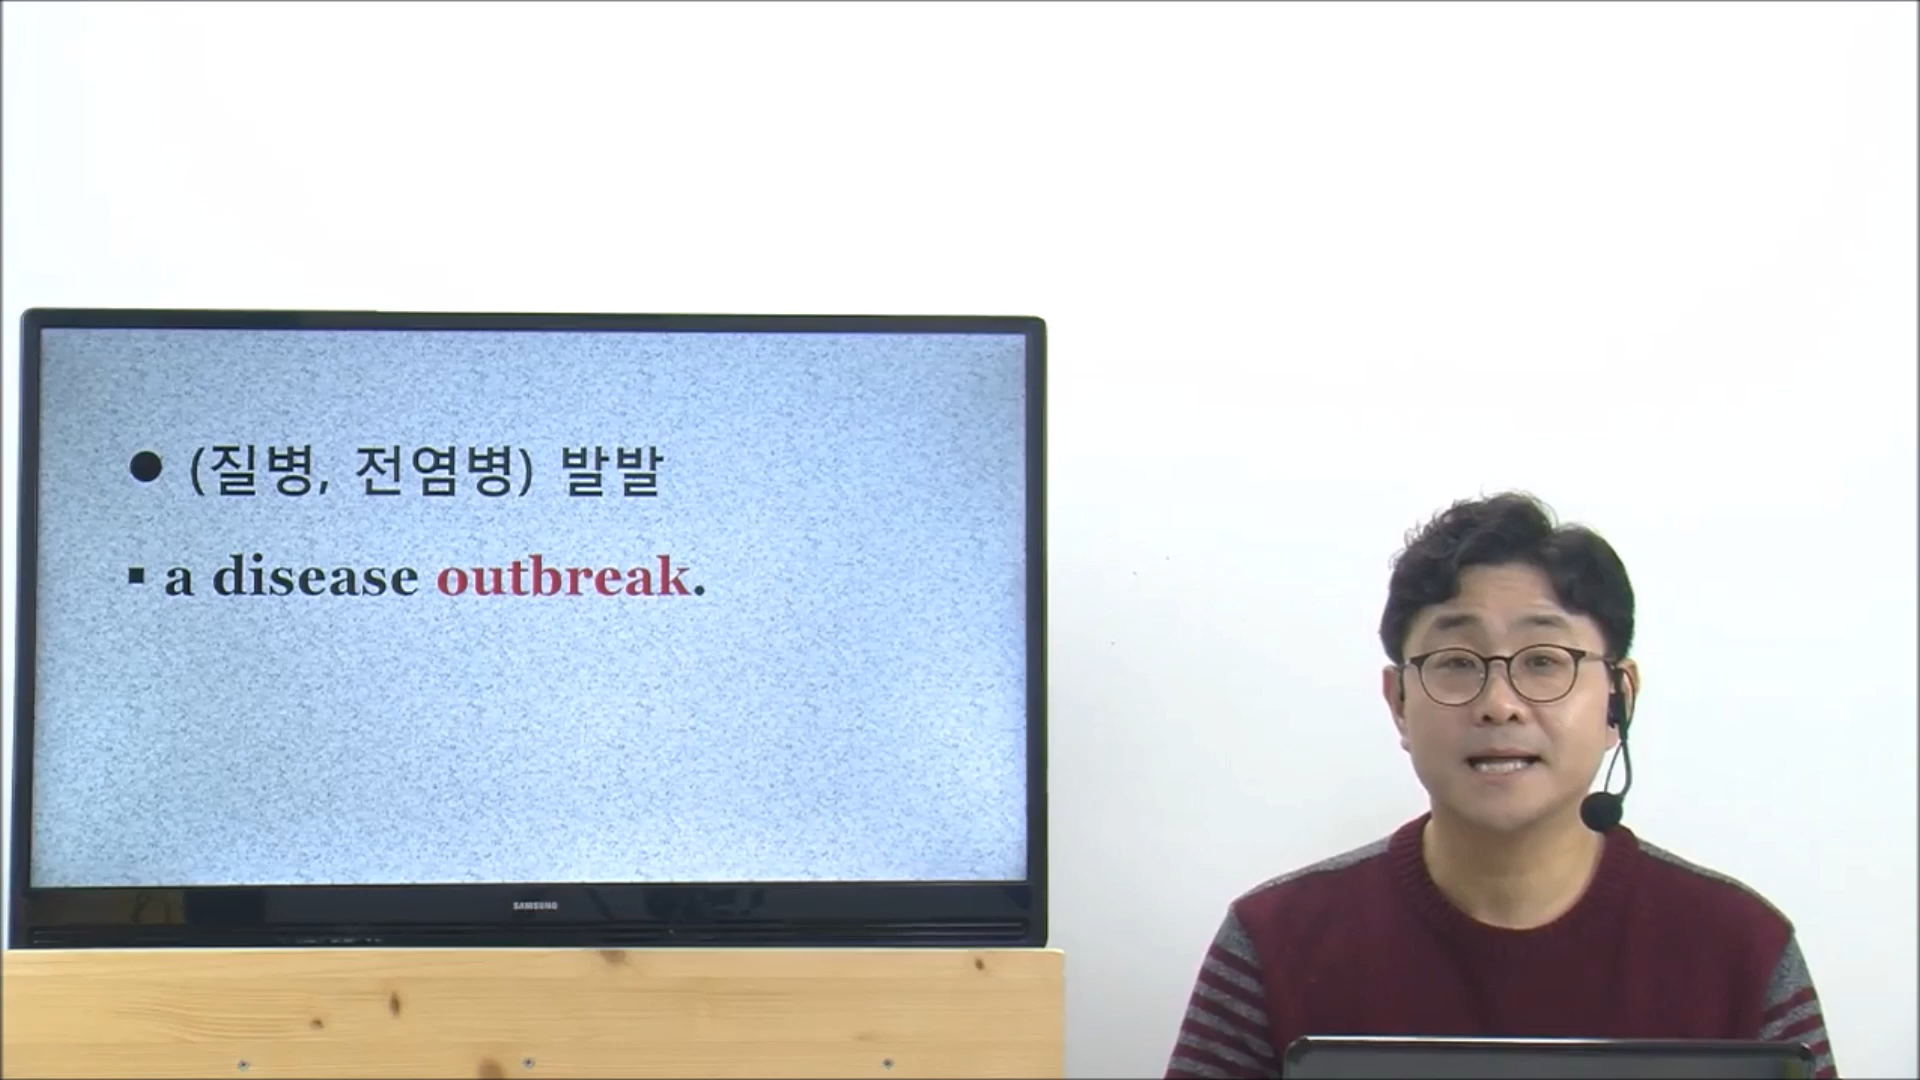 ● (질병, 전염병) 발발
▪ a disease outbreak.
SAMSUNG